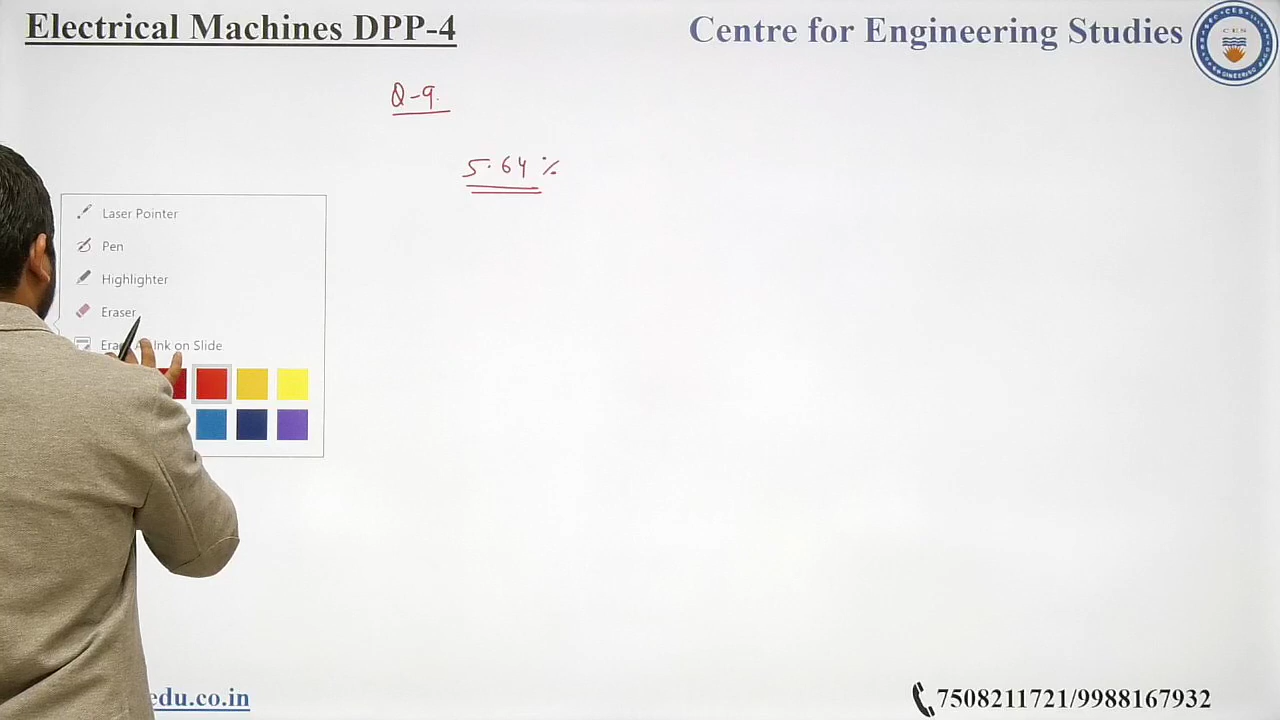 Electrical Machines DPP-4
Centre for Engineering Studies
CES
Q-9.
5.64 %
Laser Pointer
Pen
Highlighter
Eraser
Ink on Slide
edu.co.in
7508211721/9988167932